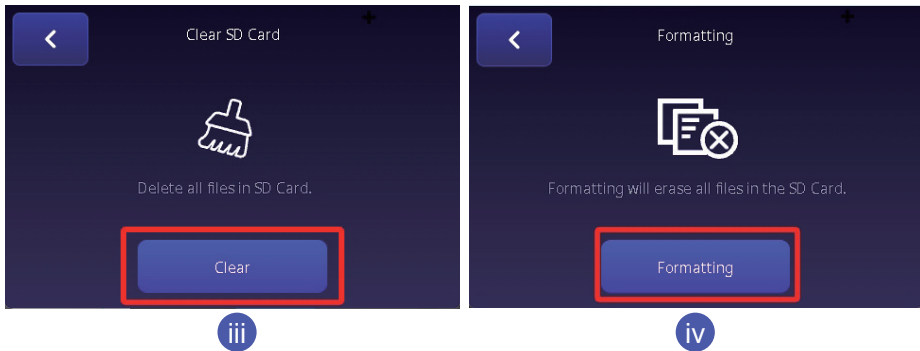 Clear SD Card
Delete all files in SD Card.
Clear
iii
Formatting
Formatting will erase all files in the SD Card.
Formatting
iv